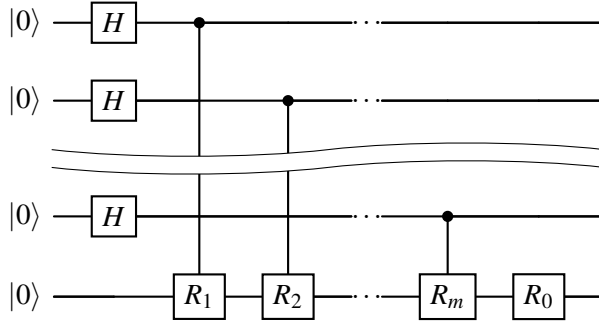 |0⟩ H · · ·
|0⟩ H · · ·
|0⟩ H · · ·
|0⟩ R₁ R₂ · · · Rₘ R₀